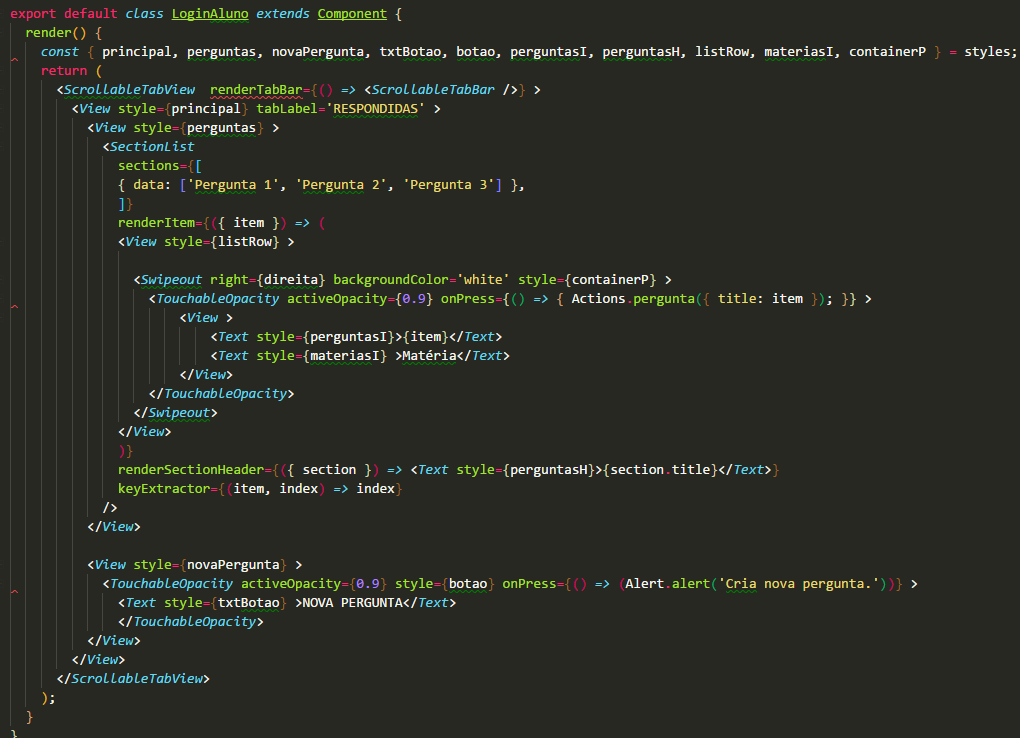 export default class LoginAluno extends Component {
render() {
const { principal, perguntas, novaPergunta, txtBotao, botao, perguntasI, perguntasH, listRow, materiasI, containerP } = styles;
return (
<ScrollableTabView renderTabBar={() => <ScrollableTabBar />} >
<View style={principal} tabLabel='RESPONDIDAS' >
<View style={perguntas} >
<SectionList
sections={[
{ data: ['Pergunta 1', 'Pergunta 2', 'Pergunta 3'] },
]}
renderItem={({ item }) => (
<View style={listRow} >
<Swipeout right={direita} backgroundColor='white' style={containerP} >
<TouchableOpacity activeOpacity={0.9} onPress={() => { Actions.pergunta({ title: item }); }} >
<View >
<Text style={perguntasI}>{item}</Text>
<Text style={materiasI} >Matéria</Text>
</View>
</TouchableOpacity>
</Swipeout>
</View>
)}
renderSectionHeader={({ section }) => <Text style={perguntasH}>{section.title}</Text>}
keyExtractor={(item, index) => index}
/>
</View>
<View style={novaPergunta} >
<TouchableOpacity activeOpacity={0.9} style={botao} onPress={() => (Alert.alert('Cria nova pergunta.'))} >
<Text style={txtBotao} >NOVA PERGUNTA</Text>
</TouchableOpacity>
</View>
</View>
</ScrollableTabView>
);
}
}